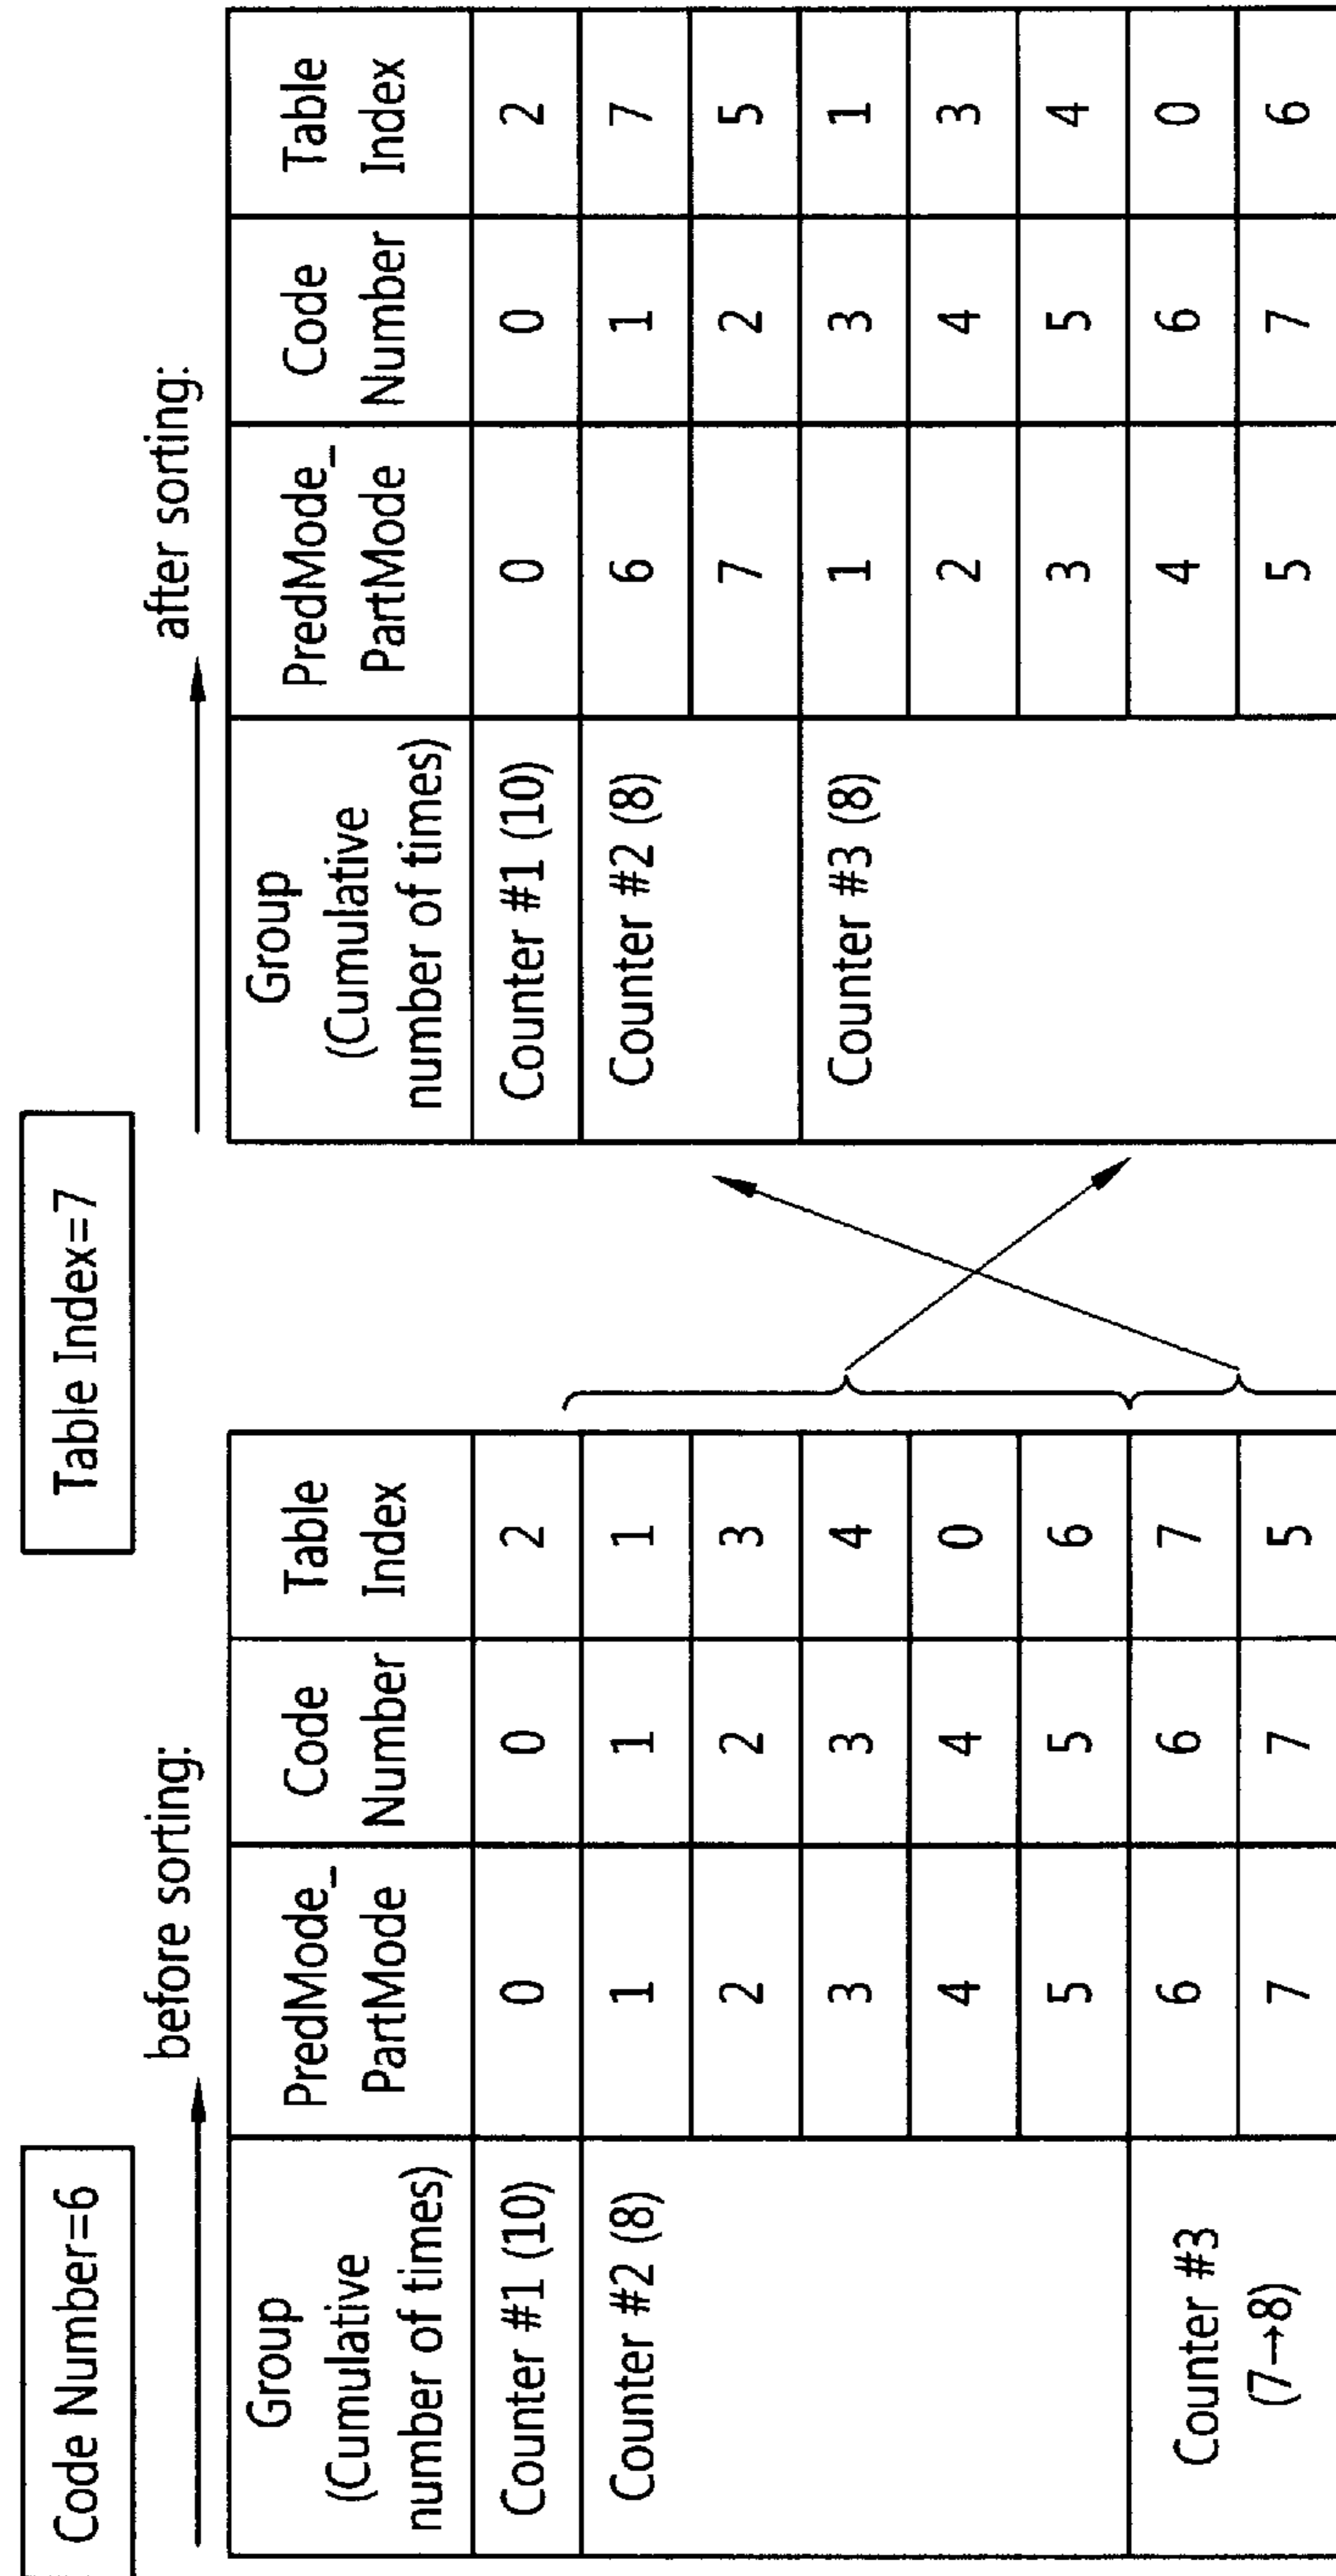 Code Number=6
Table Index=7
before sorting:
Group (Cumulative number of times) PredMode_PartMode Code Number Table Index
Counter #1 (10) 0 0 2
Counter #2 (8) 1 1 1
2 2 3
3 3 4
4 4 0
5 5 6
Counter #3 (7→8) 6 6 7
7 7 5
after sorting:
Group (Cumulative number of times) PredMode_PartMode Code Number Table Index
Counter #1 (10) 0 0 2
Counter #2 (8) 6 1 7
7 2 5
Counter #3 (8) 1 3 1
2 4 3
3 5 4
4 6 0
5 7 6